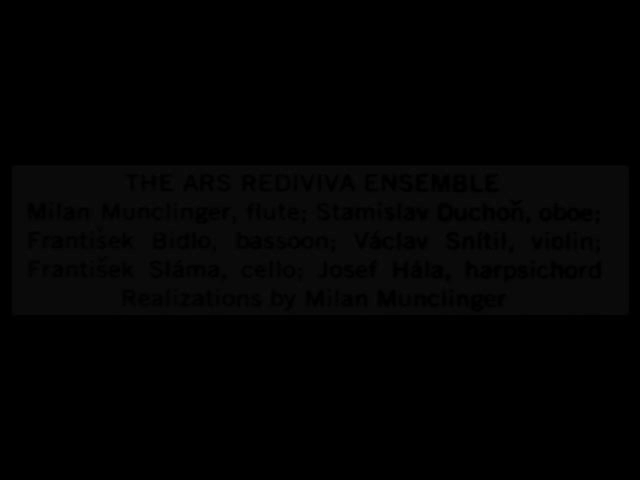 THE ARS REDIVIVA ENSEMBLE
Milan Munclinger, flute; Stamislav Duchoň, oboe;
František Bidlo, bassoon; Václav Snítil, violin;
František Sláma, cello; Josef Hála, harpsichord
Realizations by Milan Munclinger